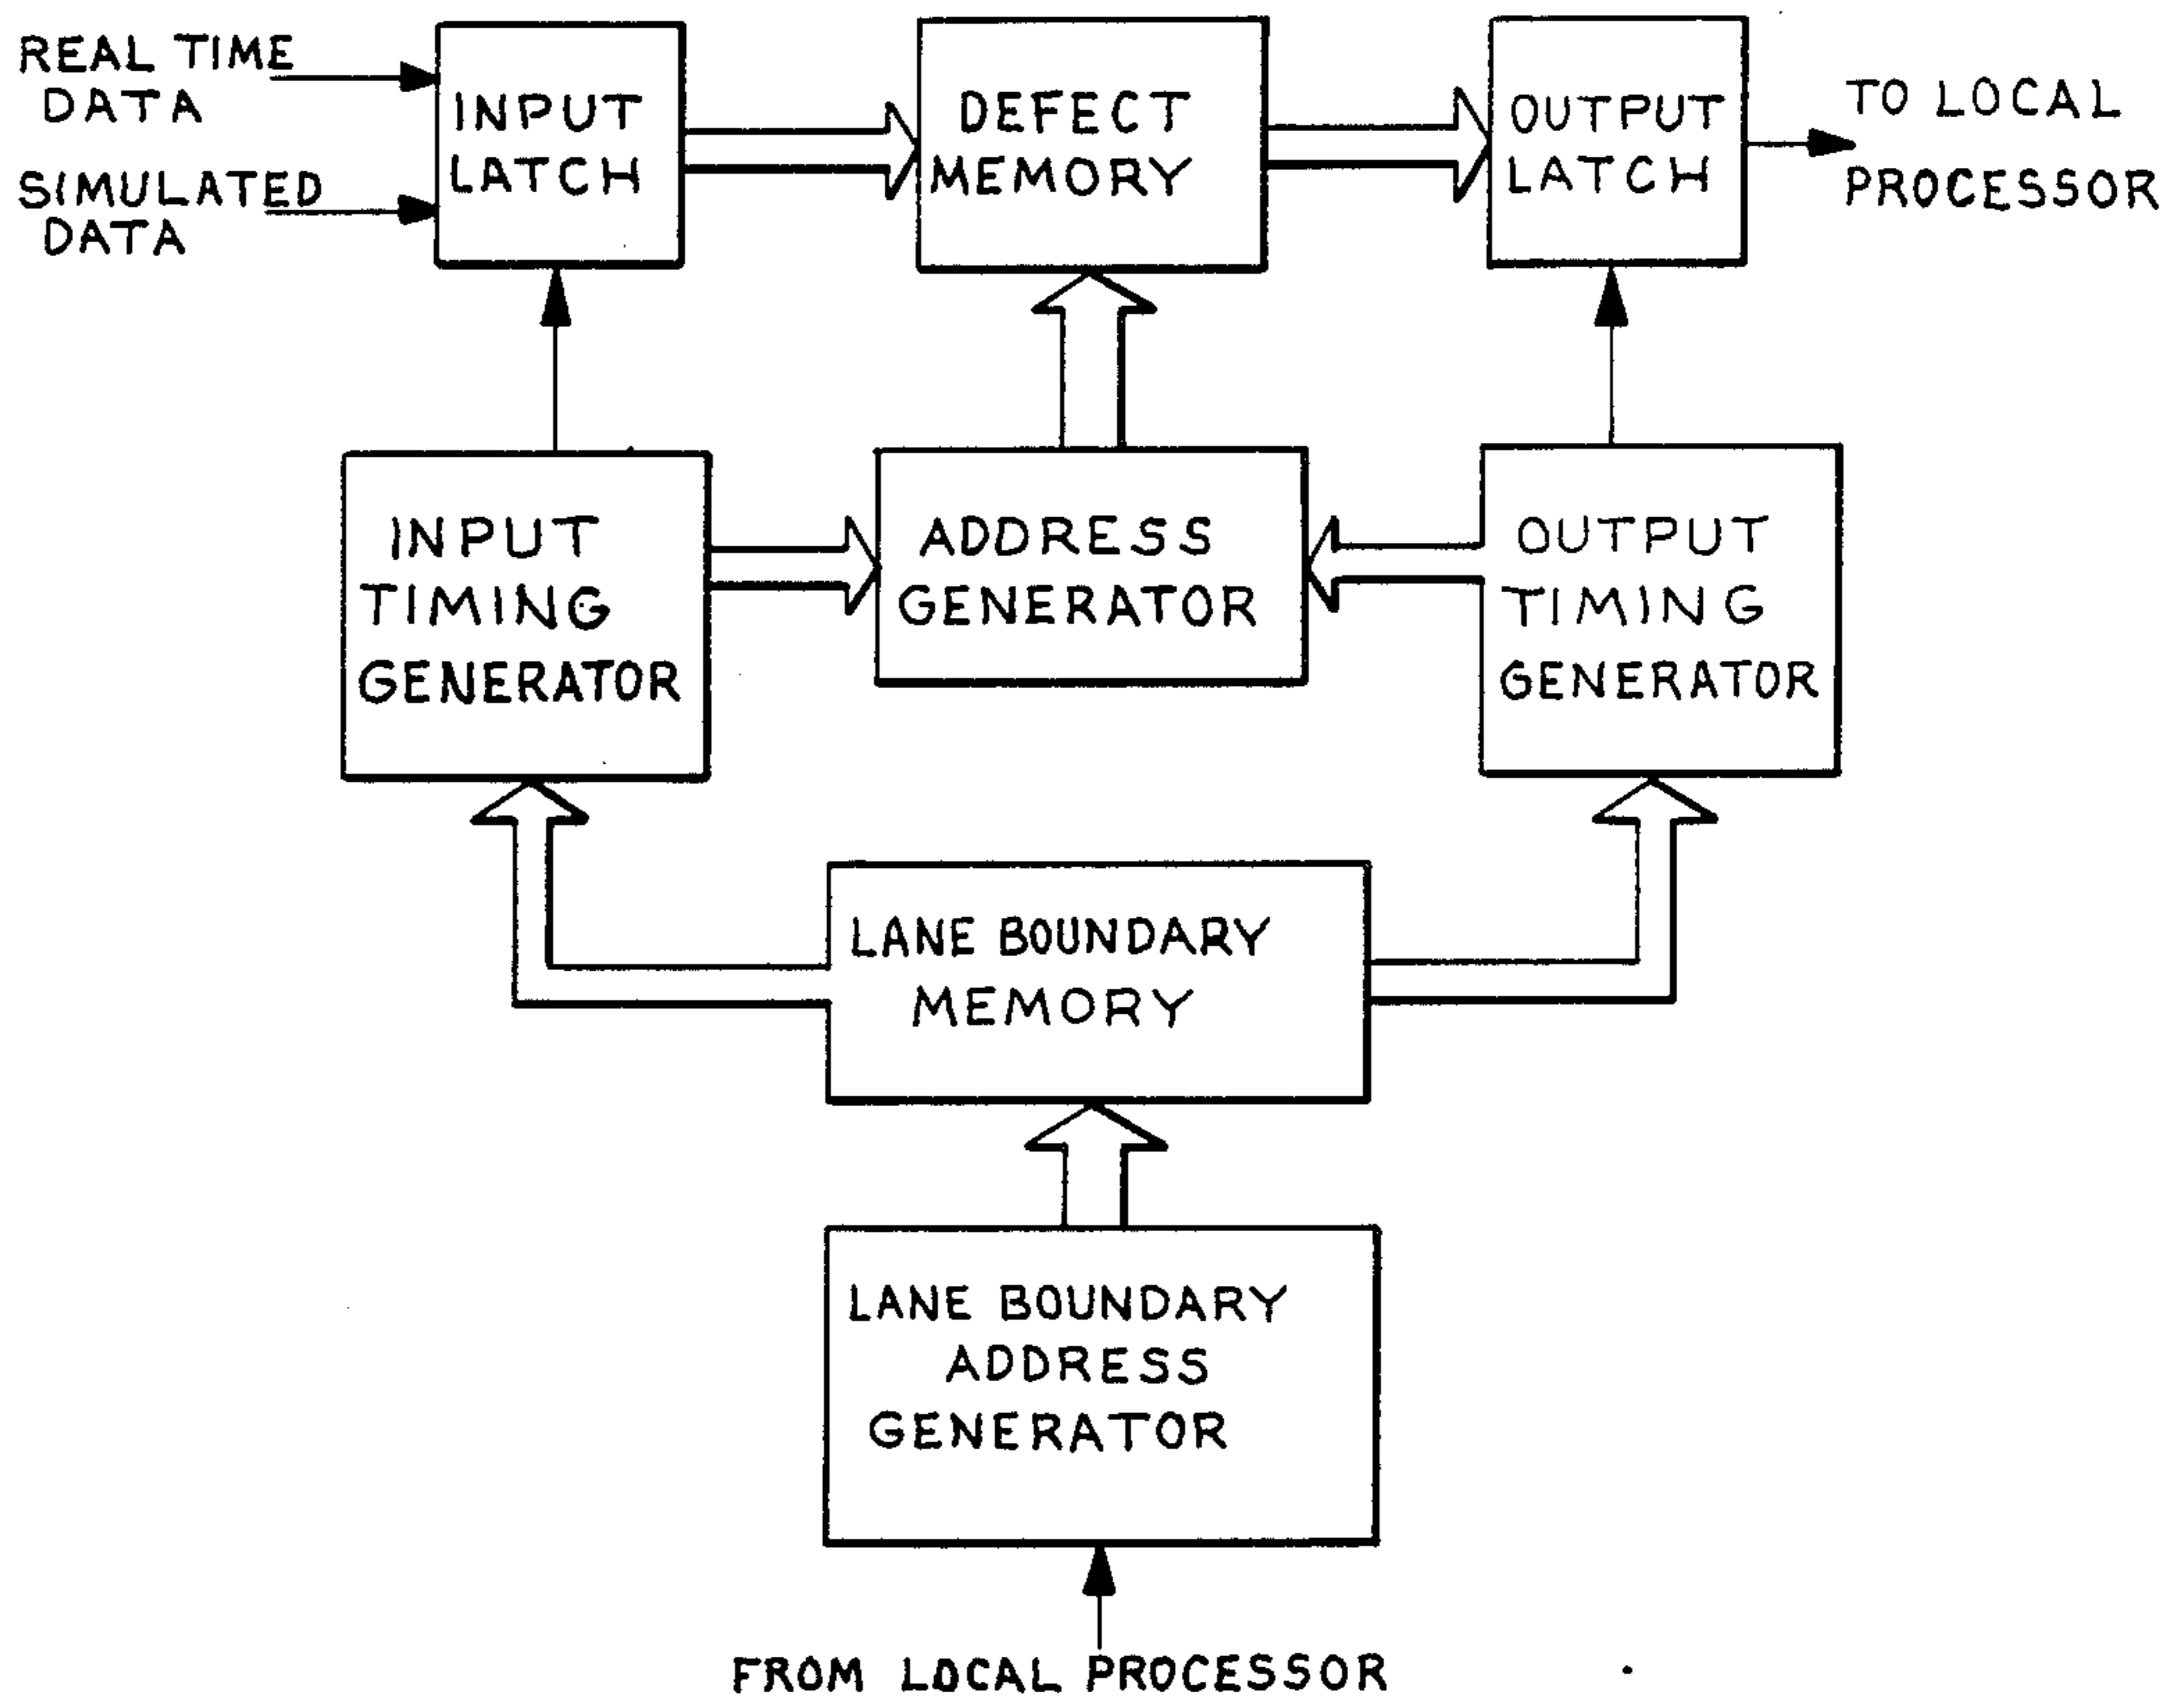 REAL TIME
DATA
SIMULATED
DATA
INPUT
LATCH
DEFECT
MEMORY
OUTPUT
LATCH
TO LOCAL
PROCESSOR
INPUT
TIMING
GENERATOR
ADDRESS
GENERATOR
OUTPUT
TIMING
GENERATOR
LANE BOUNDARY
MEMORY
LANE BOUNDARY
ADDRESS
GENERATOR
FROM LOCAL PROCESSOR